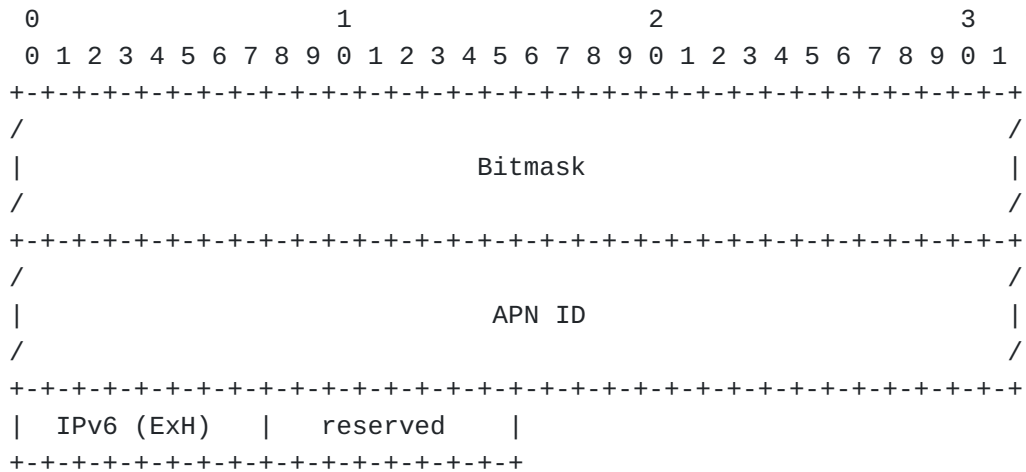 0                   1                   2                   3
 0 1 2 3 4 5 6 7 8 9 0 1 2 3 4 5 6 7 8 9 0 1 2 3 4 5 6 7 8 9 0 1
+-+-+-+-+-+-+-+-+-+-+-+-+-+-+-+-+-+-+-+-+-+-+-+-+-+-+-+-+-+-+-+-+
/                                                               /
|                             Bitmask                           |
/                                                               /
+-+-+-+-+-+-+-+-+-+-+-+-+-+-+-+-+-+-+-+-+-+-+-+-+-+-+-+-+-+-+-+-+
/                                                               /
|                              APN ID                           |
/                                                               /
+-+-+-+-+-+-+-+-+-+-+-+-+-+-+-+-+-+-+-+-+-+-+-+-+-+-+-+-+-+-+-+-+
|  IPv6 (ExH)   |   reserved    |
+-+-+-+-+-+-+-+-+-+-+-+-+-+-+-+-+